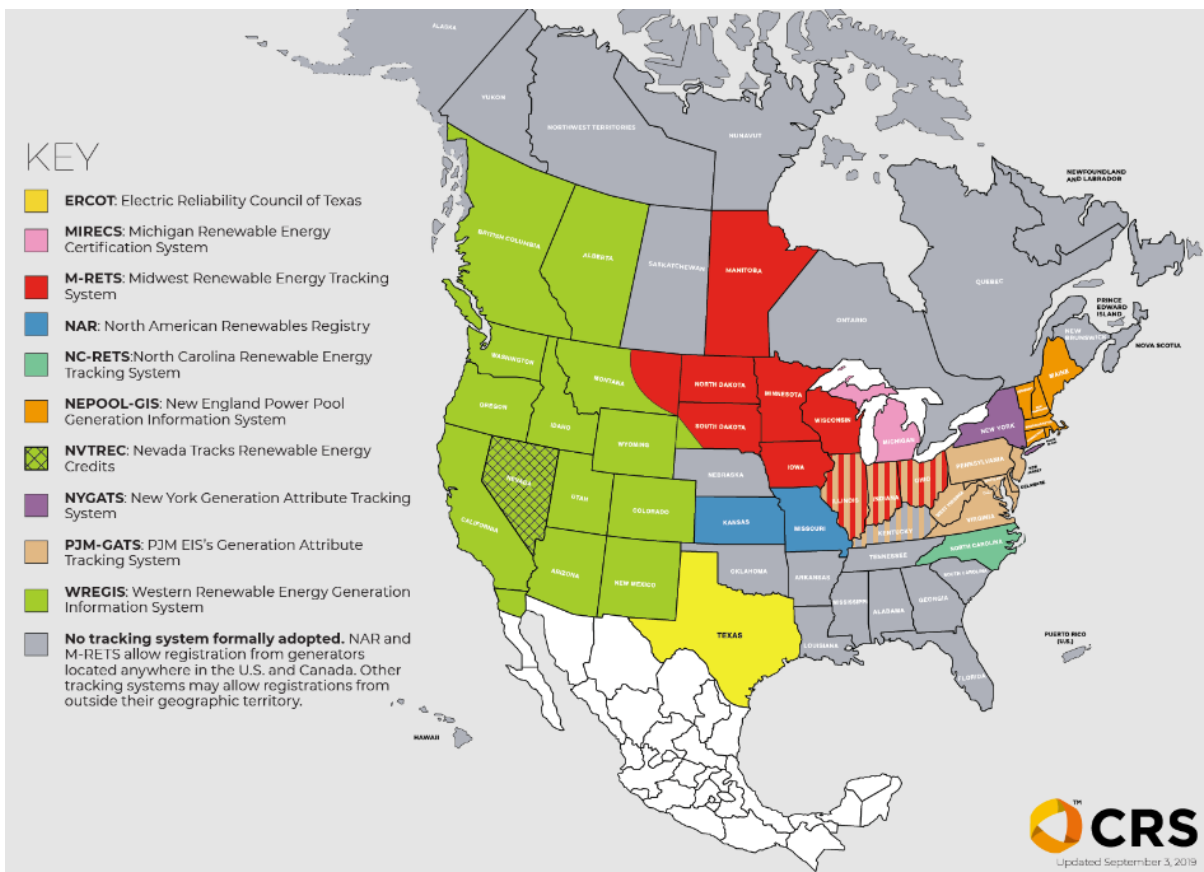 KEY
ERCOT: Electric Reliability Council of Texas
MIRECS: Michigan Renewable Energy
Certification System
M-RETS: Midwest Renewable Energy Tracking
System
NAR: North American Renewables Registry
NC-RETS:North Carolina Renewable Energy
Tracking System
NEPOOL-GIS: New England Power Pool
Generation Information System
NVTREC: Nevada Tracks Renewable Energy
Credits
NYGATS: New York Generation Attribute Tracking
System
PJM-GATS: PJM EIS's Generation Attribute
Tracking System
WREGIS: Western Renewable Energy Generation
Information System
No tracking system formally adopted. NAR and
M-RETS allow registration from generators
located anywhere in the U.S. and Canada. Other
tracking systems may allow registrations from
outside their geographic territory.
ALASKA
YUKON
NORTHWEST TERRITORIES
NUNAVUT
NEWFOUNDLAND
AND LABRADOR
BRITISH COLUMBIA
ALBERTA
SASKATCHEWAN
MANITOBA
ONTARIO
QUEBEC
PRINCE
EDWARD
ISLAND
NEW
BRUNSWICK
NOVA SCOTIA
WASHINGTON
MONTANA
NORTH DAKOTA
MINNESOTA
MAINE
OREGON
IDAHO
WYOMING
SOUTH DAKOTA
WISCONSIN
MICHIGAN
NEW YORK
NEVADA
UTAH
COLORADO
NEBRASKA
IOWA
ILLINOIS
INDIANA
OHIO
PENNSYLVANIA
NEW
JERSEY
DELAWARE
CALIFORNIA
KANSAS
MISSOURI
KENTUCKY
WEST VIRGINIA
VIRGINIA
ARIZONA
NEW MEXICO
OKLAHOMA
ARKANSAS
TENNESSEE
NORTH CAROLINA
SOUTH CAROLINA
TEXAS
LOUISIANA
MISSISSIPPI
ALABAMA
GEORGIA
FLORIDA
PUERTO RICO
(U.S.)
HAWAII
TM
CRS
Updated September 3, 2019